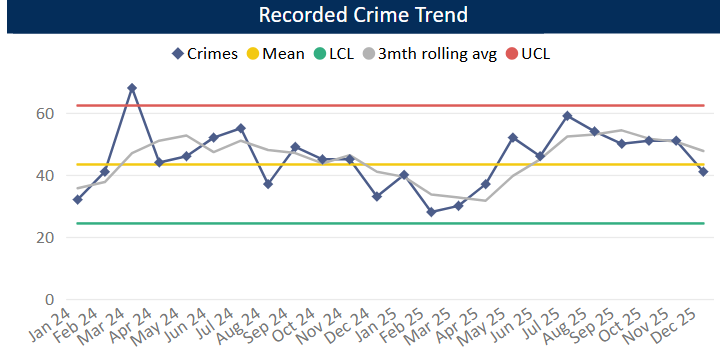 Recorded Crime Trend
Crimes Mean LCL 3mth rolling avg UCL
60
40
20
0
Jan 24 Feb 24 Mar 24 Apr 24 May 24 Jun 24 Jul 24 Aug 24 Sep 24 Oct 24 Nov 24 Dec 24 Jan 25 Feb 25 Mar 25 Apr 25 May 25 Jun 25 Jul 25 Aug 25 Sep 25 Oct 25 Nov 25 Dec 25